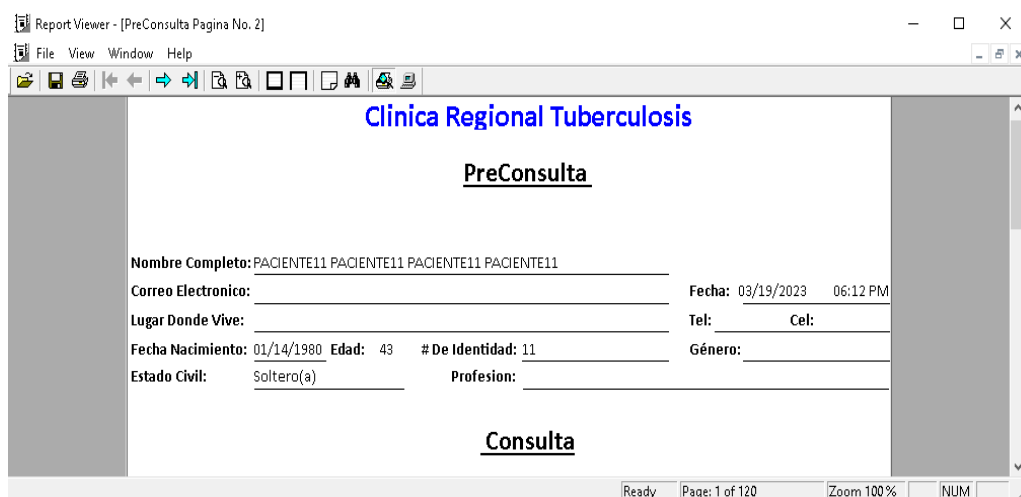 Report Viewer - [PreConsulta Pagina No. 2]
File View Window Help
Clinica Regional Tuberculosis
PreConsulta
Nombre Completo: PACIENTE11 PACIENTE11 PACIENTE11 PACIENTE11
Correo Electronico: Fecha: 03/19/2023 06:12 PM
Lugar Donde Vive: Tel: Cel:
Fecha Nacimiento: 01/14/1980 Edad: 43 # De Identidad: 11 Género:
Estado Civil: Soltero(a) Profesion:
Consulta
Ready Page: 1 of 120 Zoom 100% NUM